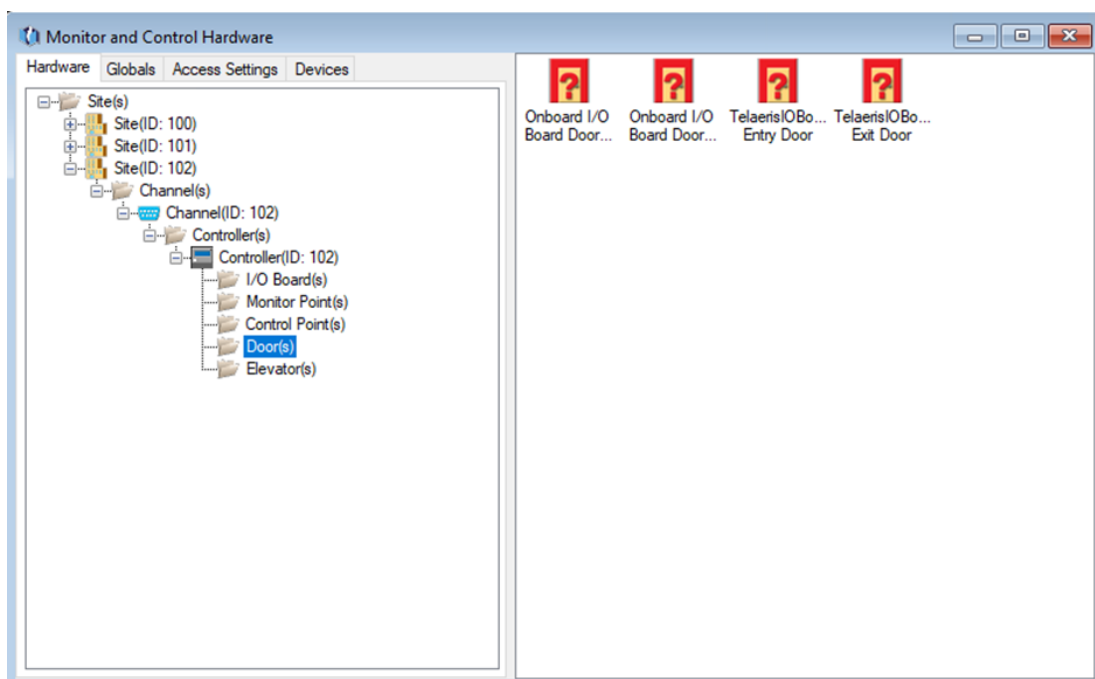 Monitor and Control Hardware
Hardware Globals Access Settings Devices
Site(s)
Site(ID: 100)
Site(ID: 101)
Site(ID: 102)
Channel(s)
Channel(ID: 102)
Controller(s)
Controller(ID: 102)
I/O Board(s)
Monitor Point(s)
Control Point(s)
Door(s)
Elevator(s)
Onboard I/O
Board Door...
Onboard I/O
Board Door...
TelaerisIOBo...
Entry Door
TelaerisIOBo...
Exit Door